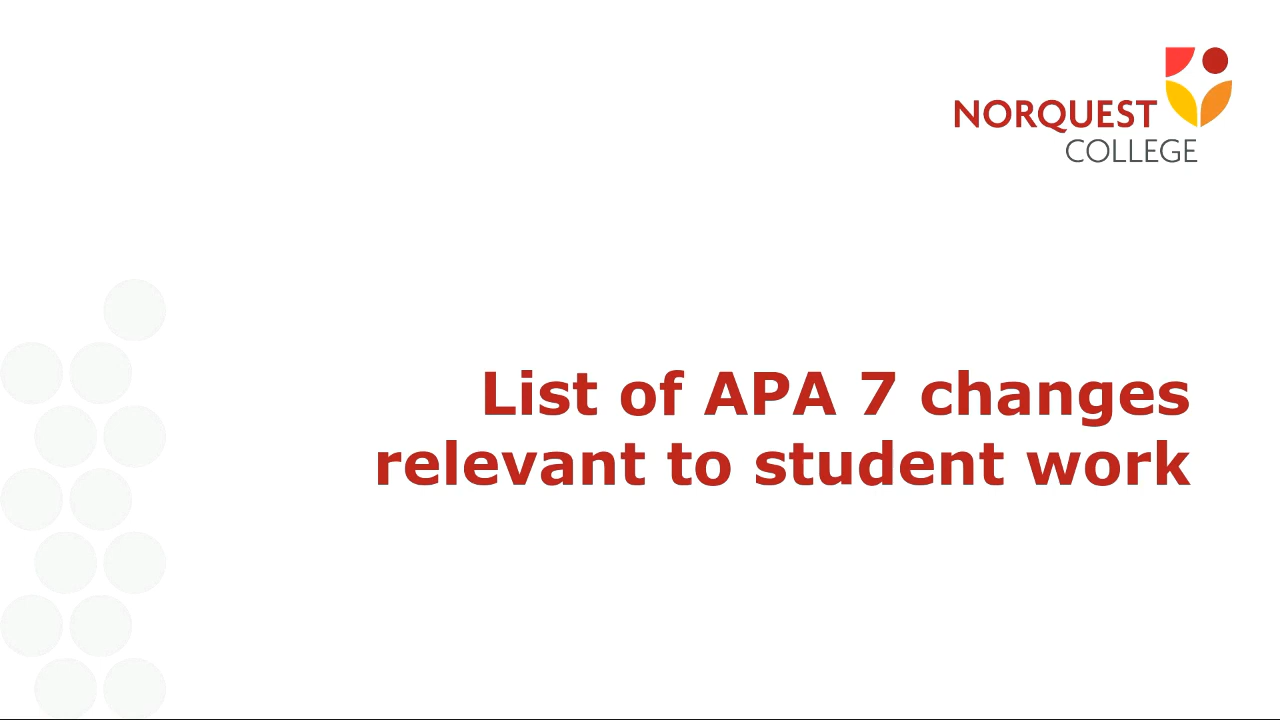 NORQUEST
COLLEGE
List of APA 7 changes
relevant to student work